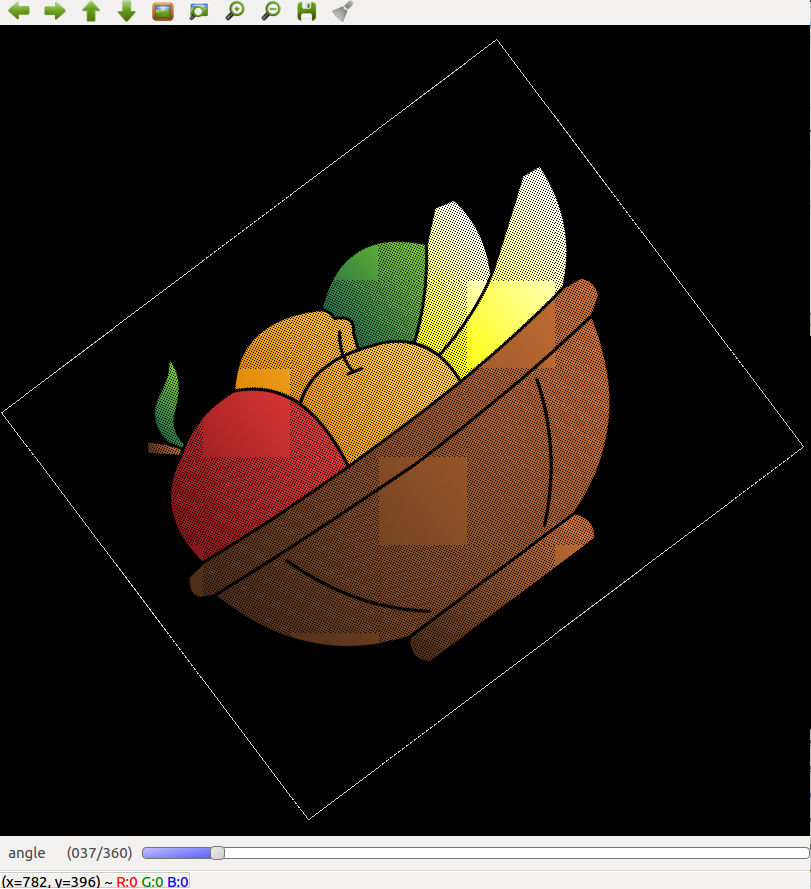 angle (037/360)
(x=782, y=396) ~ R:0 G:0 B:0